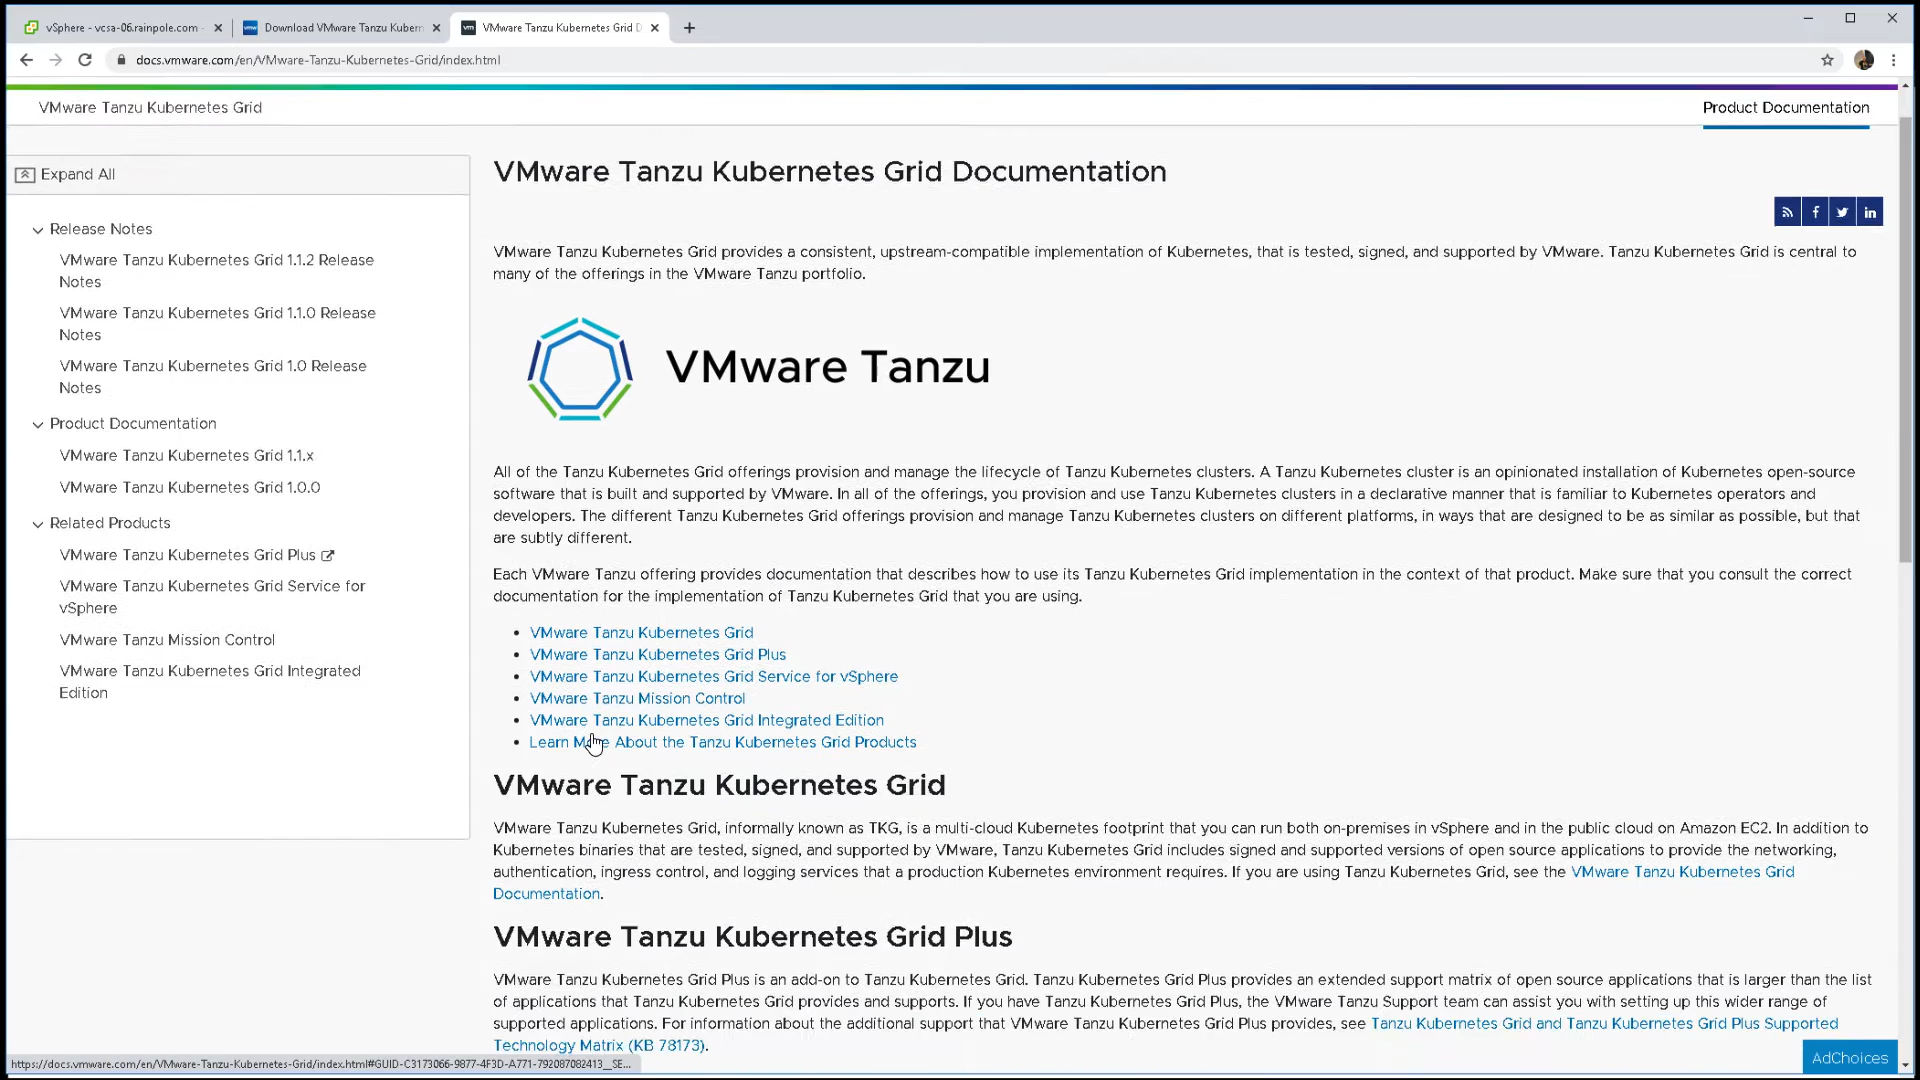 vSphere - vcsa-06.rainpole.com -
Download VMware Tanzu Kubern
VMware Tanzu Kubernetes Grid D
docs.vmware.com/en/VMware-Tanzu-Kubernetes-Grid/index.html
VMware Tanzu Kubernetes Grid
Product Documentation
Expand All
Release Notes
VMware Tanzu Kubernetes Grid 1.1.2 Release
Notes
VMware Tanzu Kubernetes Grid 1.1.0 Release
Notes
VMware Tanzu Kubernetes Grid 1.0 Release
Notes
Product Documentation
VMware Tanzu Kubernetes Grid 1.1.x
VMware Tanzu Kubernetes Grid 1.0.0
Related Products
VMware Tanzu Kubernetes Grid Plus
VMware Tanzu Kubernetes Grid Service for
vSphere
VMware Tanzu Mission Control
VMware Tanzu Kubernetes Grid Integrated
Edition
VMware Tanzu Kubernetes Grid Documentation
VMware Tanzu Kubernetes Grid provides a consistent, upstream-compatible implementation of Kubernetes, that is tested, signed, and supported by VMware. Tanzu Kubernetes Grid is central to
many of the offerings in the VMware Tanzu portfolio.
VMware Tanzu
All of the Tanzu Kubernetes Grid offerings provision and manage the lifecycle of Tanzu Kubernetes clusters. A Tanzu Kubernetes cluster is an opinionated installation of Kubernetes open-source
software that is built and supported by VMware. In all of the offerings, you provision and use Tanzu Kubernetes clusters in a declarative manner that is familiar to Kubernetes operators and
developers. The different Tanzu Kubernetes Grid offerings provision and manage Tanzu Kubernetes clusters on different platforms, in ways that are designed to be as similar as possible, but that
are subtly different.
Each VMware Tanzu offering provides documentation that describes how to use its Tanzu Kubernetes Grid implementation in the context of that product. Make sure that you consult the correct
documentation for the implementation of Tanzu Kubernetes Grid that you are using.
• VMware Tanzu Kubernetes Grid
• VMware Tanzu Kubernetes Grid Plus
• VMware Tanzu Kubernetes Grid Service for vSphere
• VMware Tanzu Mission Control
• VMware Tanzu Kubernetes Grid Integrated Edition
• Learn More About the Tanzu Kubernetes Grid Products
VMware Tanzu Kubernetes Grid
VMware Tanzu Kubernetes Grid, informally known as TKG, is a multi-cloud Kubernetes footprint that you can run both on-premises in vSphere and in the public cloud on Amazon EC2. In addition to
Kubernetes binaries that are tested, signed, and supported by VMware, Tanzu Kubernetes Grid includes signed and supported versions of open source applications to provide the networking,
authentication, ingress control, and logging services that a production Kubernetes environment requires. If you are using Tanzu Kubernetes Grid, see the VMware Tanzu Kubernetes Grid
Documentation.
VMware Tanzu Kubernetes Grid Plus
VMware Tanzu Kubernetes Grid Plus is an add-on to Tanzu Kubernetes Grid. Tanzu Kubernetes Grid Plus provides an extended support matrix of open source applications that is larger than the list
of applications that Tanzu Kubernetes Grid provides and supports. If you have Tanzu Kubernetes Grid Plus, the VMware Tanzu Support team can assist you with setting up this wider range of
supported applications. For information about the additional support that VMware Tanzu Kubernetes Grid Plus provides, see Tanzu Kubernetes Grid and Tanzu Kubernetes Grid Plus Supported
Technology Matrix (KB 78173).
AdChoices
https://docs.vmware.com/en/VMware-Tanzu-Kubernetes-Grid/index.html#GUID-C3173066-9877-4F3D-A771-792087082413__SE...